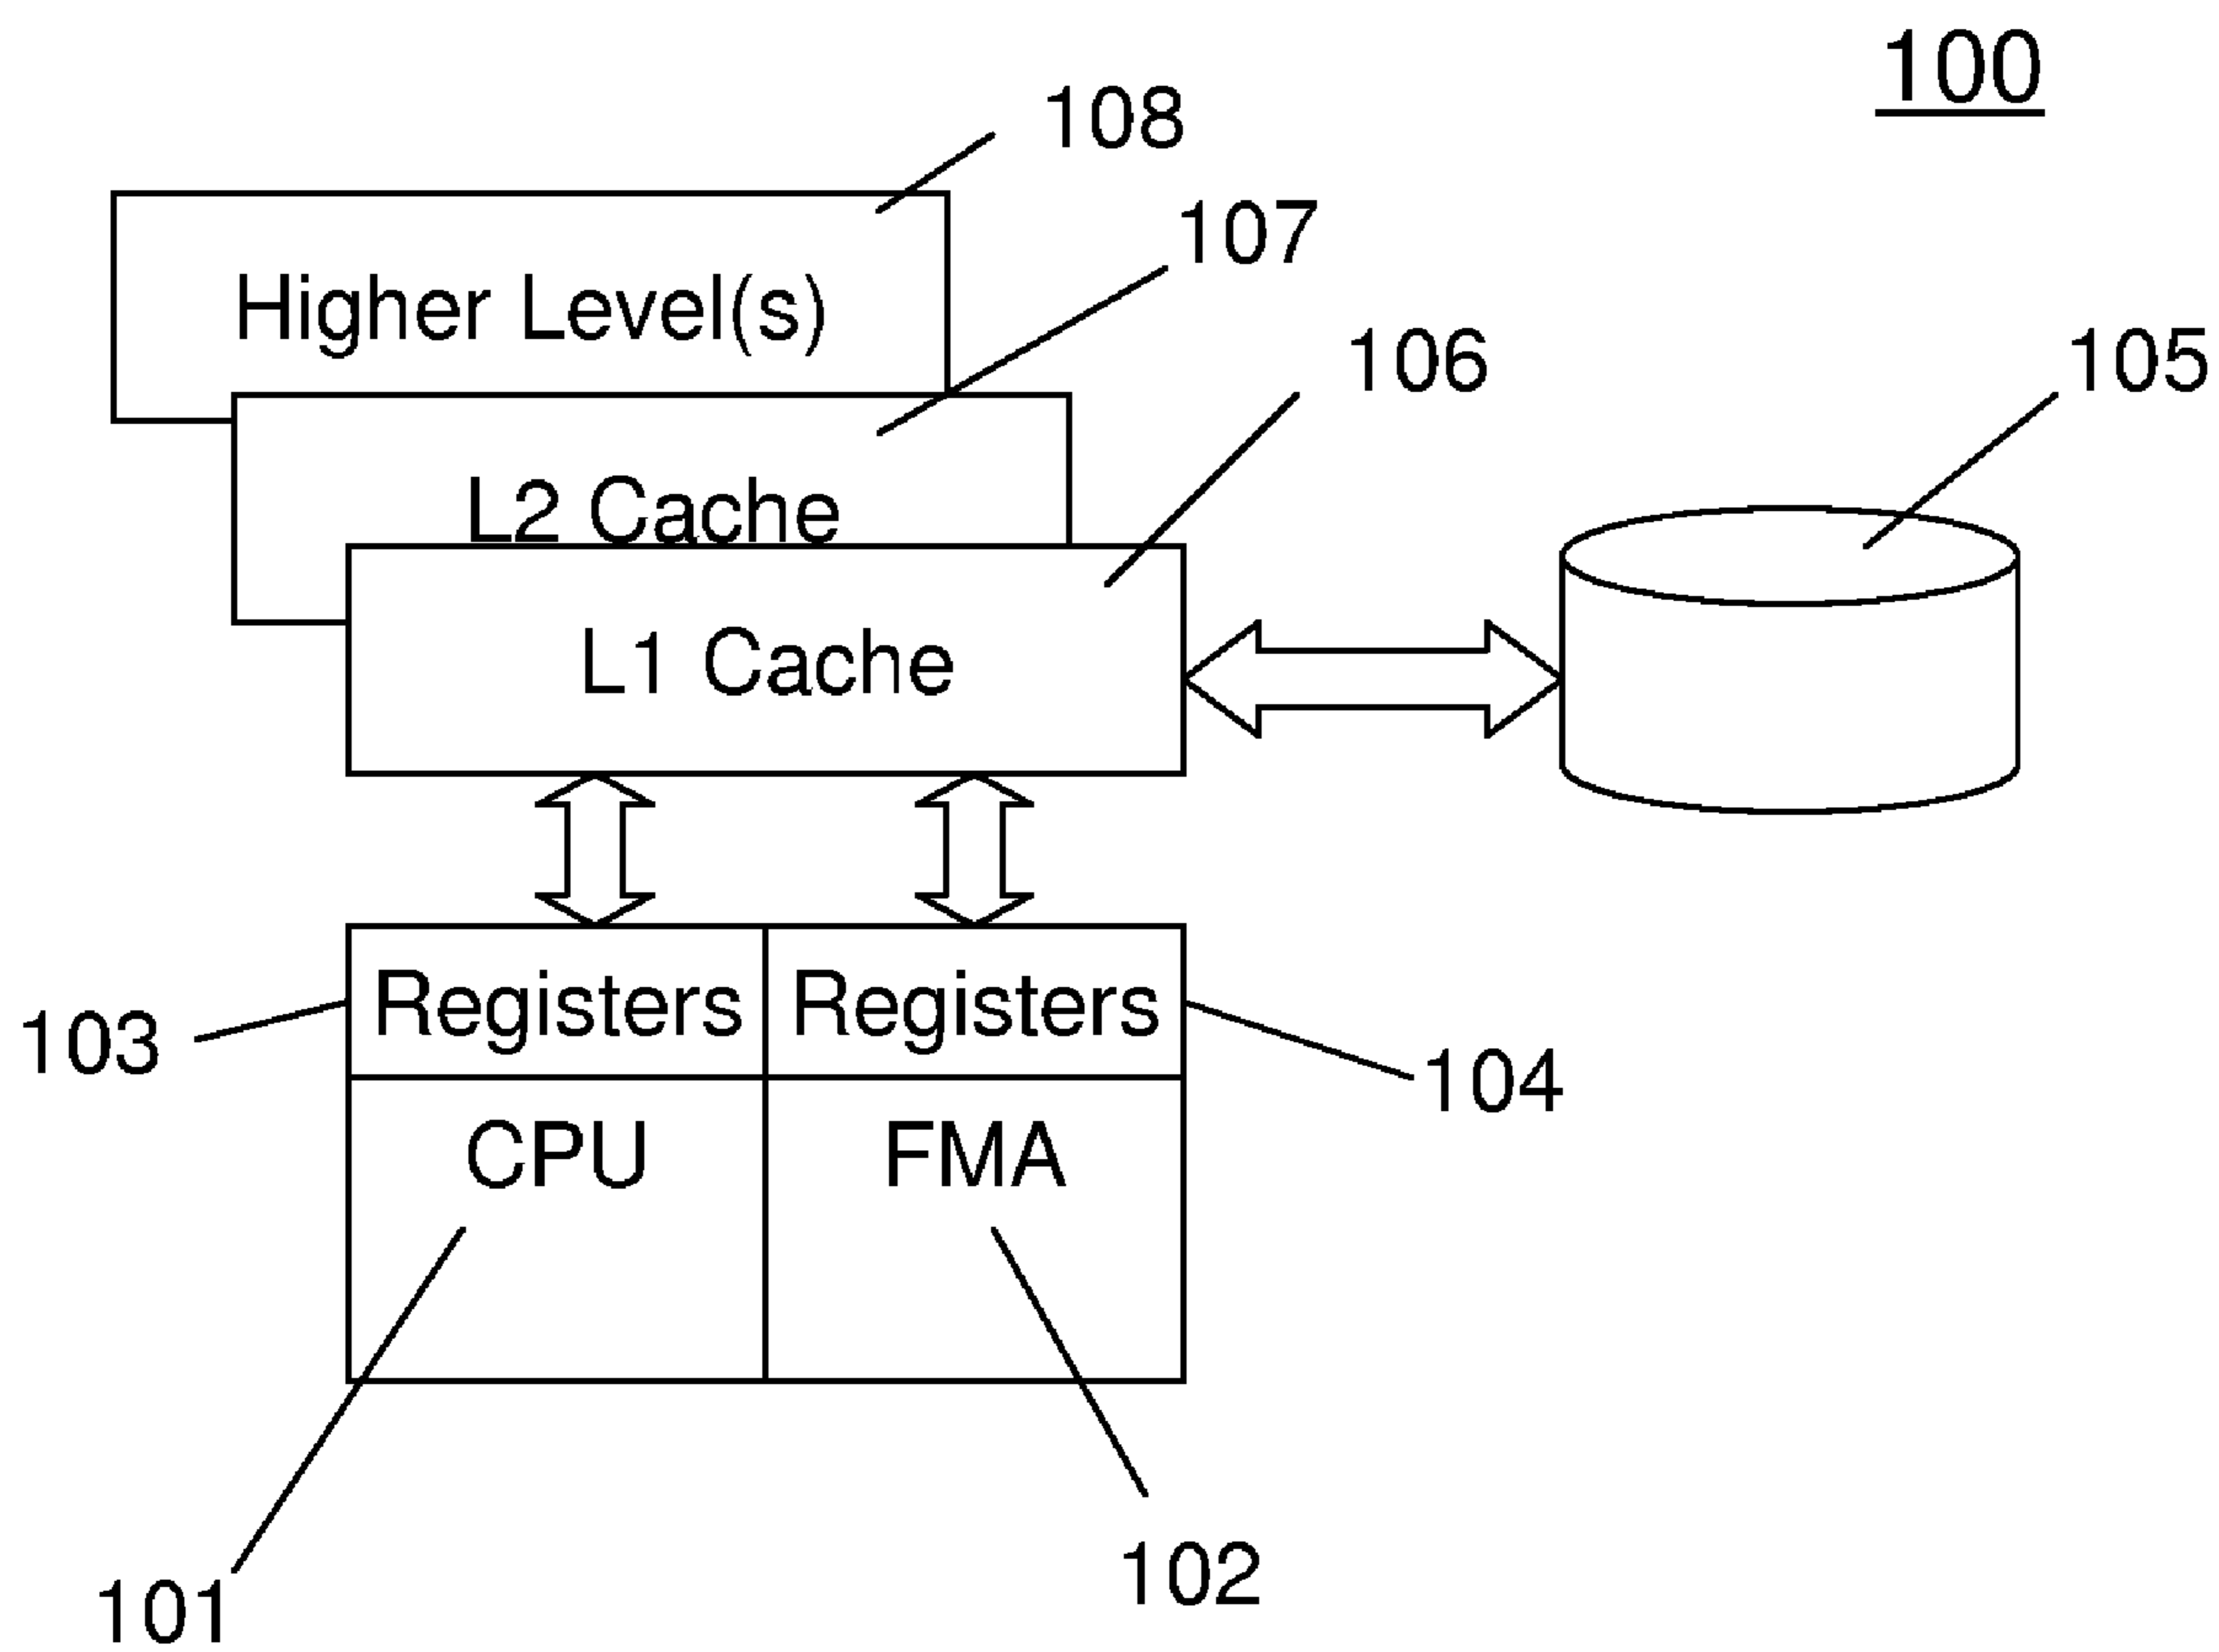 100
108
107
Higher Level(s)
106
105
L2 Cache
L1 Cache
Registers Registers
103
104
CPU FMA
102
101